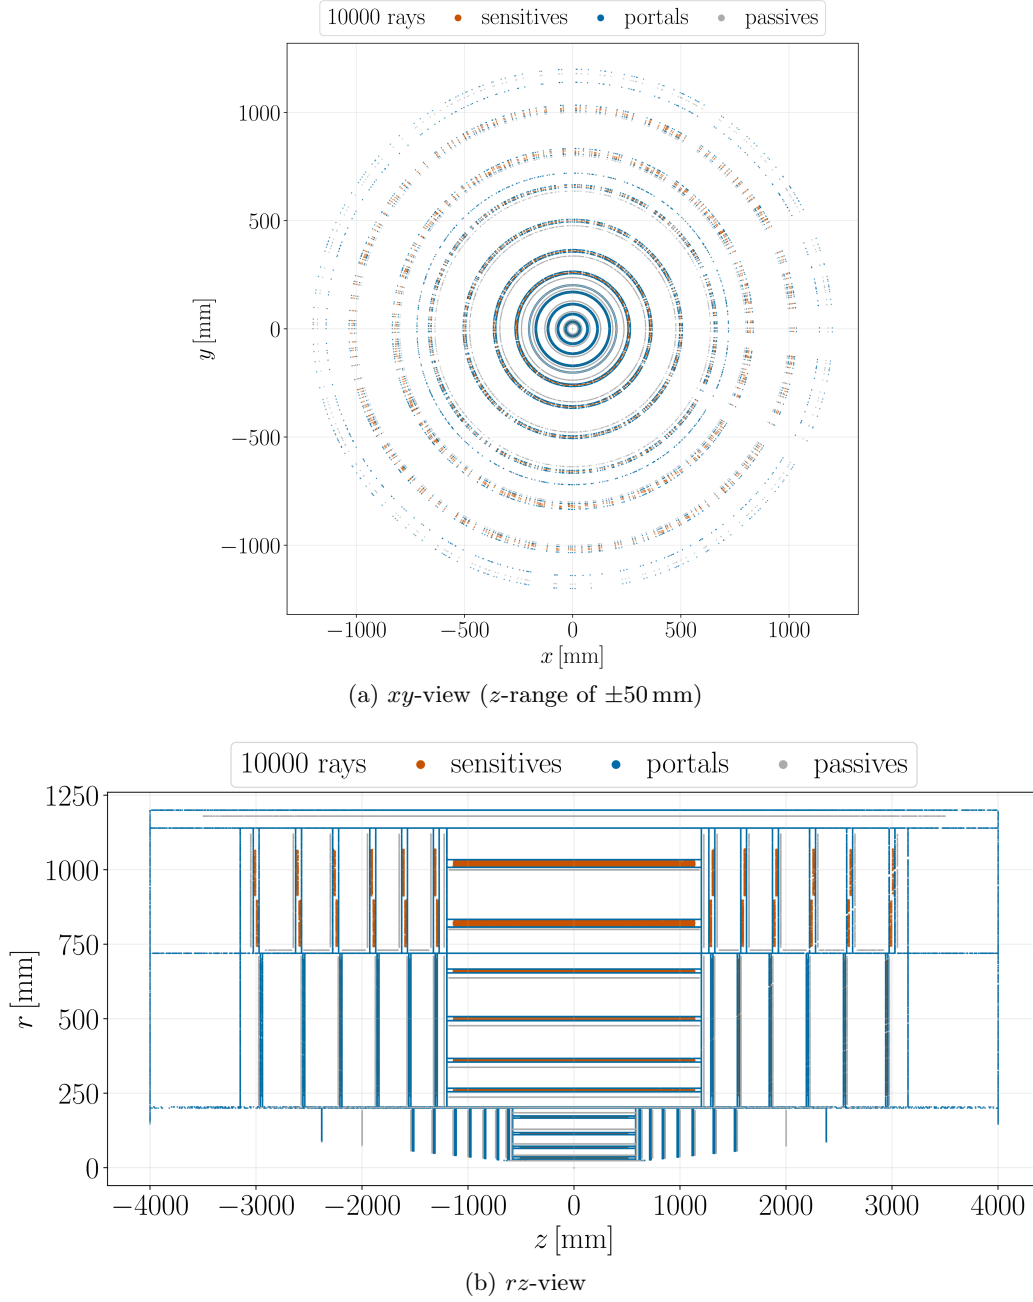 10000 rays sensitives portals passives
1000
500
0
−500
−1000
y [mm]
−1000 −500 0 500 1000
x [mm]
(a) xy-view (z-range of ±50 mm)
10000 rays sensitives portals passives
1250
1000
750
500
250
0
r [mm]
−4000 −3000 −2000 −1000 0 1000 2000 3000 4000
z [mm]
(b) rz-view